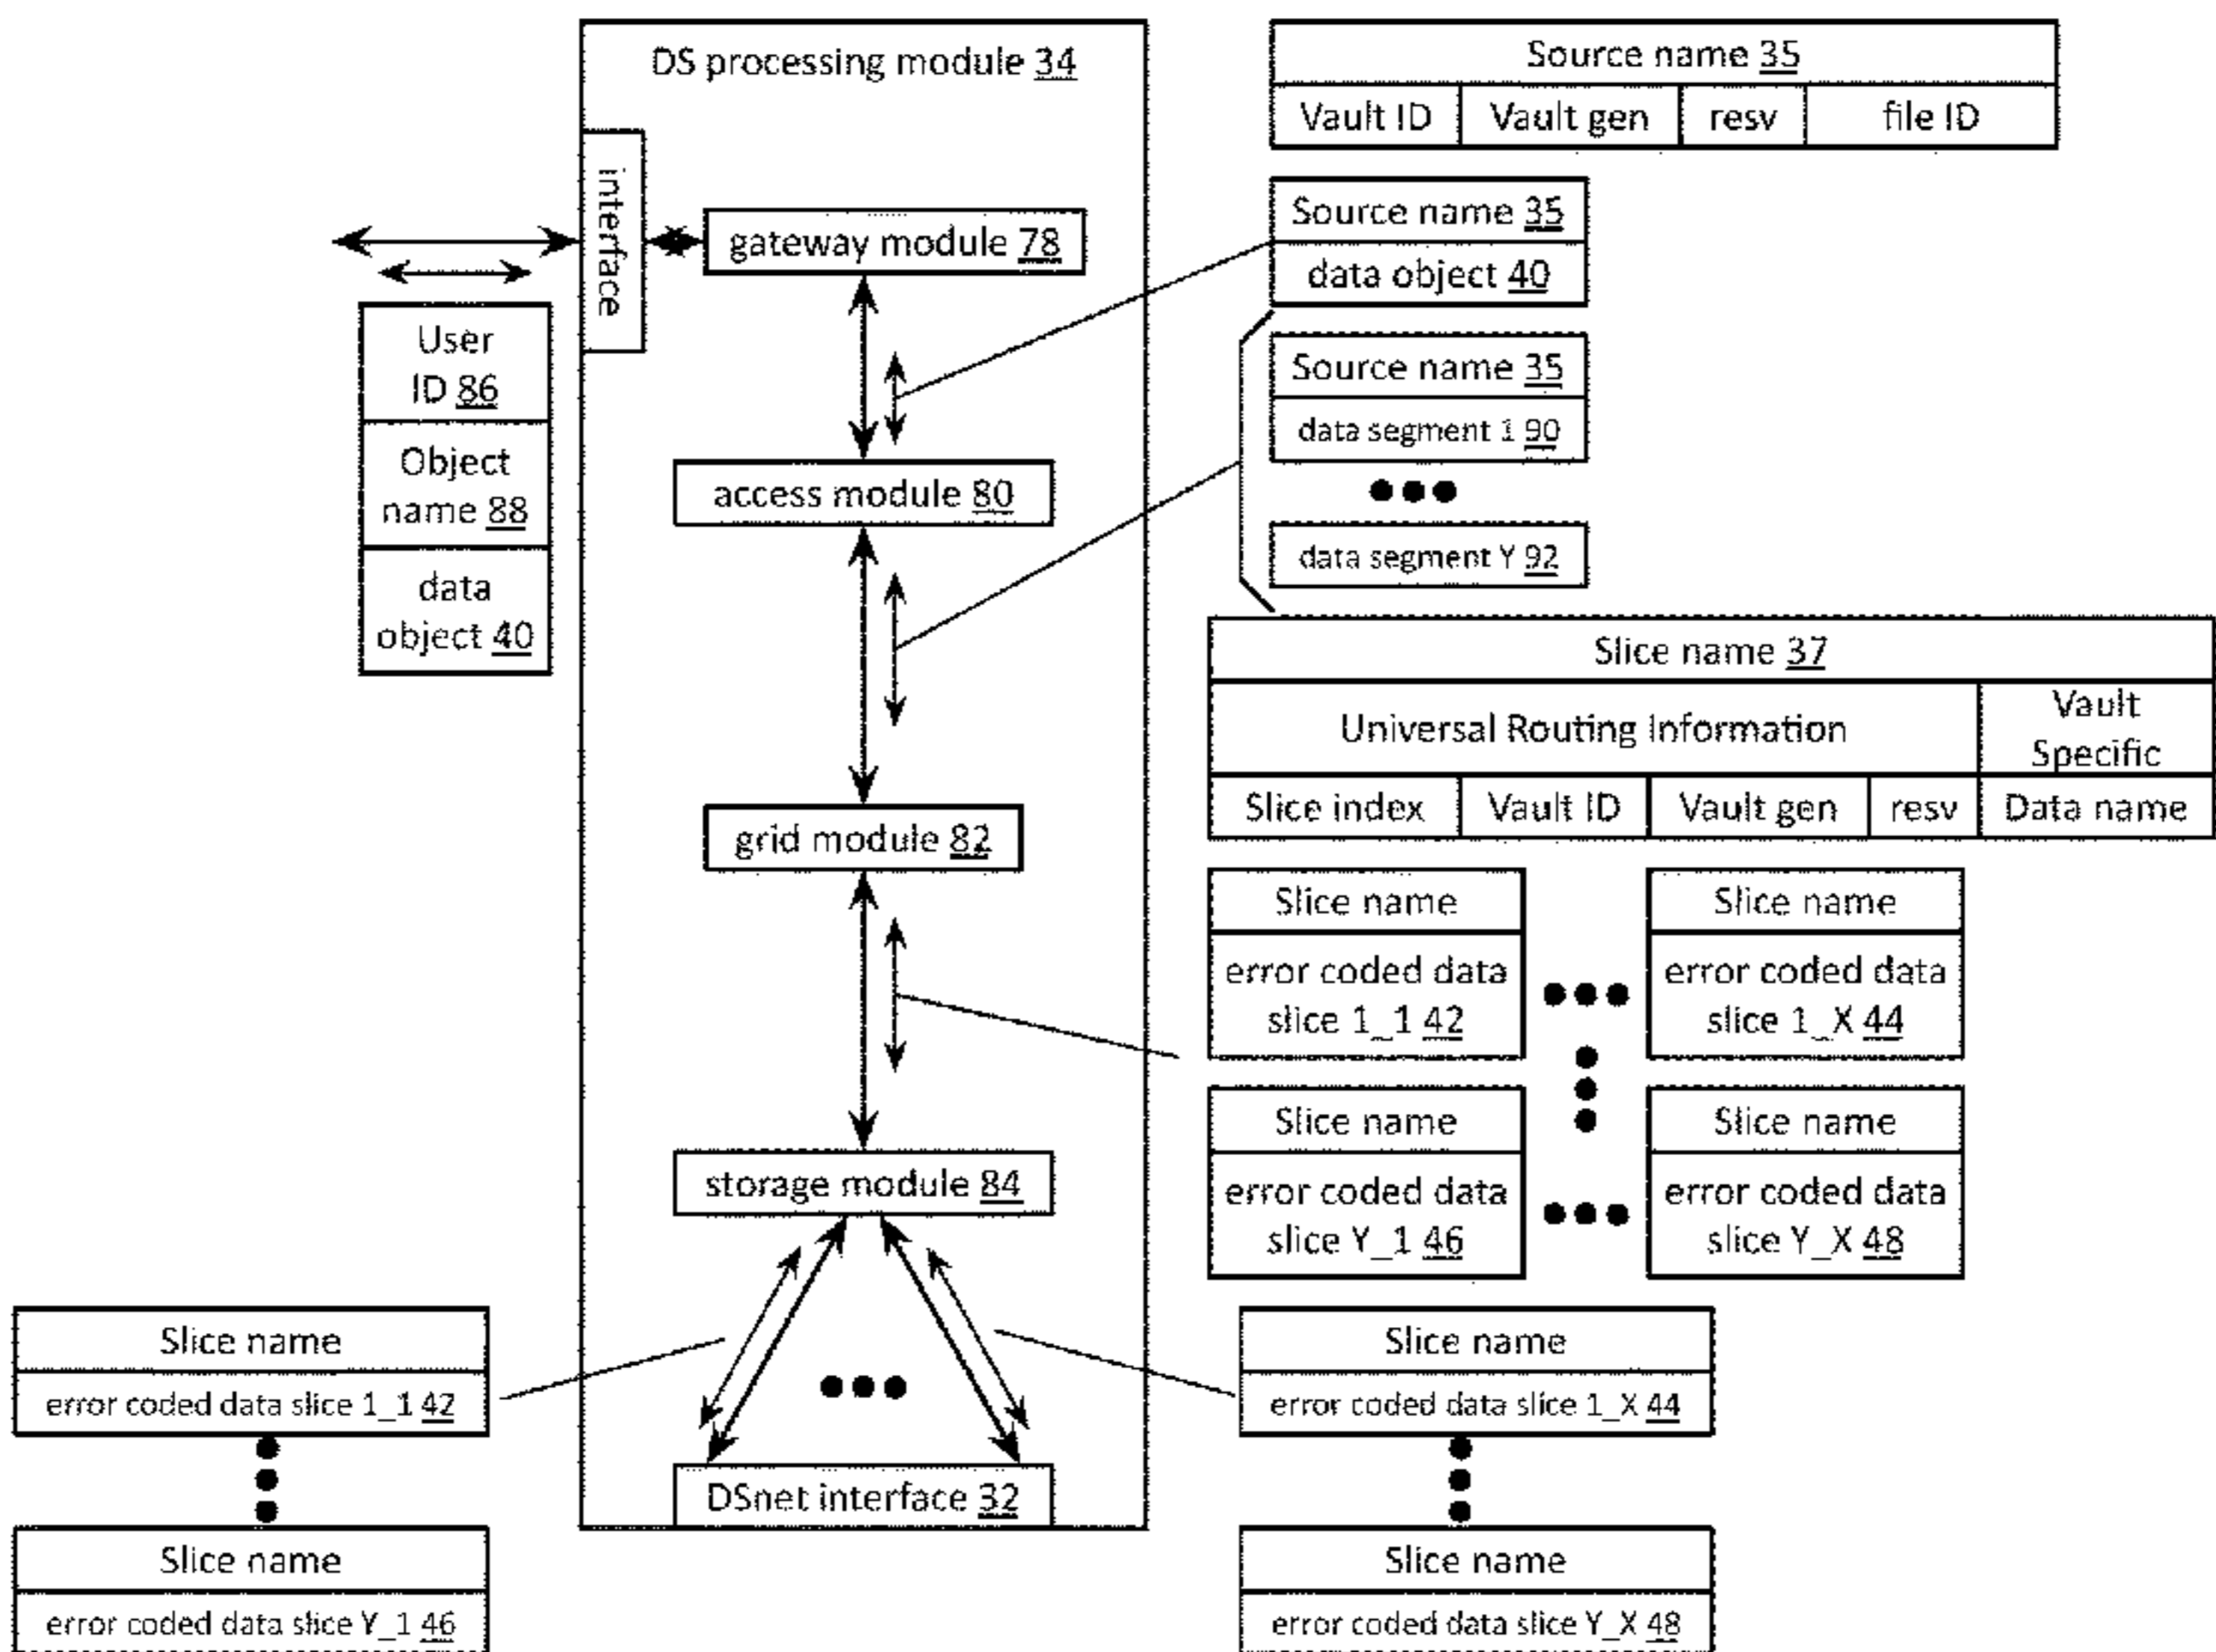 DS processing module 34
interface
gateway module 78
access module 80
grid module 82
storage module 84
DSnet interface 32
User
ID 86
Object
name 88
data
object 40
Source name 35
Vault ID Vault gen resv file ID
Source name 35
data object 40
Source name 35
data segment 1 90
data segment Y 92
Slice name 37
Universal Routing Information
Vault
Specific
Slice index Vault ID Vault gen resv Data name
Slice name
error coded data
slice 1_1 42
Slice name
error coded data
slice 1_X 44
Slice name
error coded data
slice Y_1 46
Slice name
error coded data
slice Y_X 48
Slice name
error coded data slice 1_1 42
Slice name
error coded data slice Y_1 46
Slice name
error coded data slice 1_X 44
Slice name
error coded data slice Y_X 48